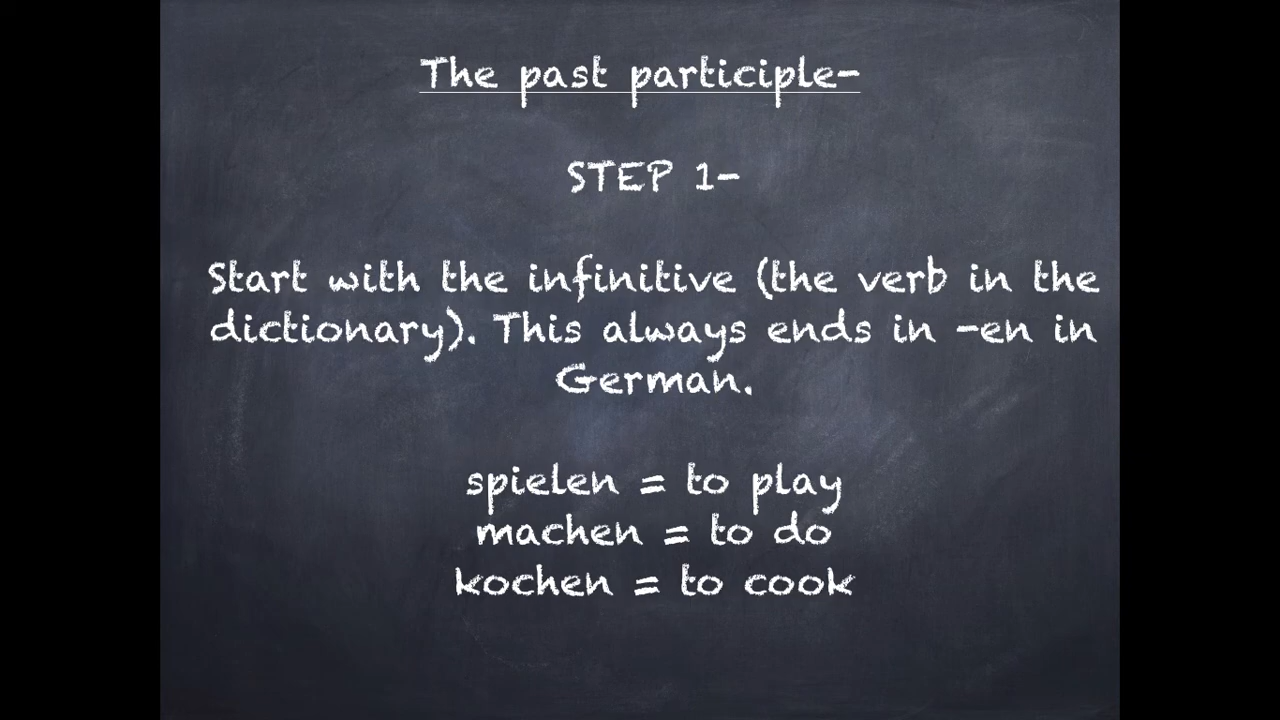 The past participle-
STEP 1-
Start with the infinitive (the verb in the
dictionary). This always ends in -en in
German.
spielen = to play
machen = to do
kochen = to cook